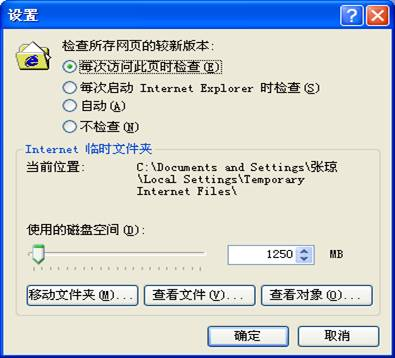 设置
检查所存网页的较新版本:
每次访问此页时检查(E)
每次启动 Internet Explorer 时检查(S)
自动(A)
不检查(N)
Internet 临时文件夹
当前位置:
C:\Documents and Settings\张琼
\Local Settings\Temporary
Internet Files\
使用的磁盘空间(D):
1250 MB
移动文件夹(M)... 查看文件(V)... 查看对象(O)...
确定 取消